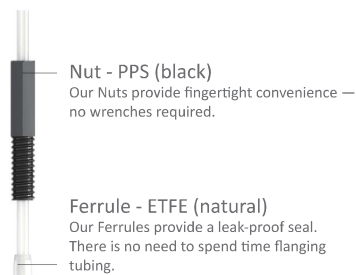 Nut - PPS (black)
Our Nuts provide fingertight convenience —
no wrenches required.
Ferrule - ETFE (natural)
Our Ferrules provide a leak-proof seal.
There is no need to spend time flanging
tubing.